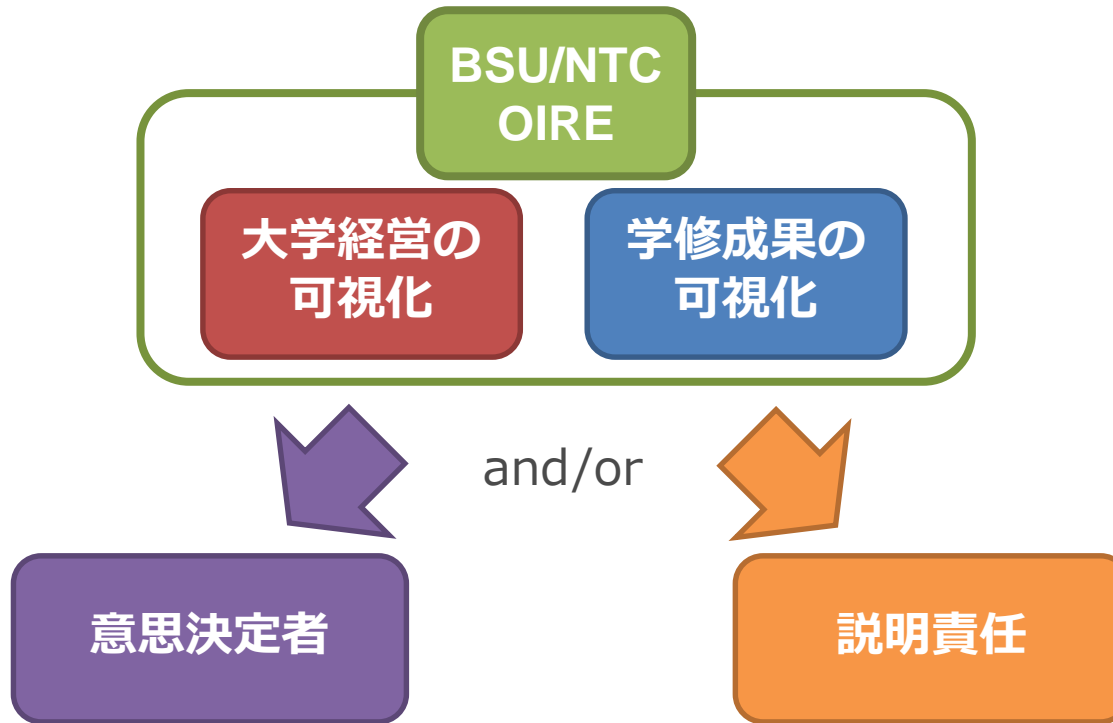 BSU/NTC
OIRE
大学経営の
可視化
学修成果の
可視化
and/or
意思決定者
説明責任